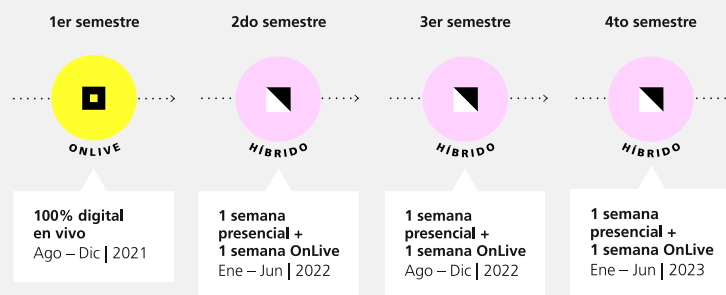 1er semestre
ONLIVE
100% digital
en vivo
Ago – Dic | 2021
2do semestre
HÍBRIDO
1 semana
presencial +
1 semana OnLive
Ene – Jun | 2022
3er semestre
HÍBRIDO
1 semana
presencial +
1 semana OnLive
Ago – Dic | 2022
4to semestre
HÍBRIDO
1 semana
presencial +
1 semana OnLive
Ene – Jun | 2023